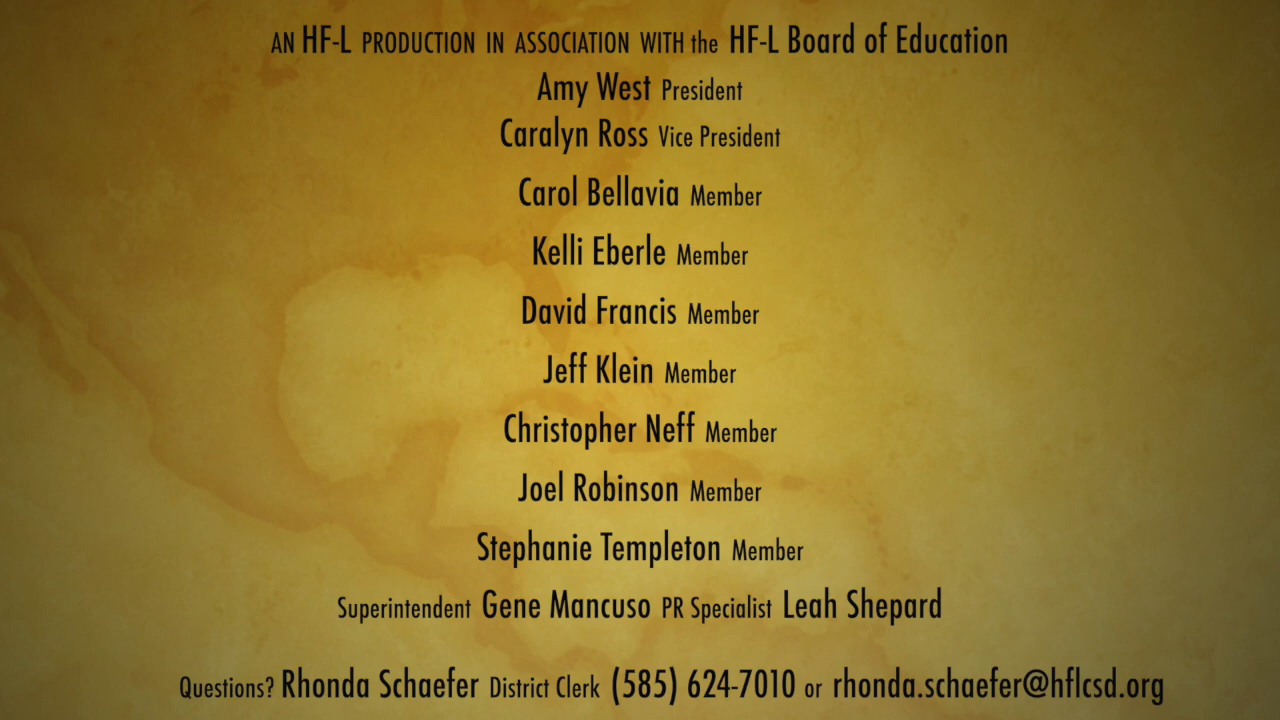 AN HF-L PRODUCTION IN ASSOCIATION WITH the HF-L Board of Education
Amy West President
Caralyn Ross Vice President
Carol Bellavia Member
Kelli Eberle Member
David Francis Member
Jeff Klein Member
Christopher Neff Member
Joel Robinson Member
Stephanie Templeton Member
Superintendent Gene Mancuso PR Specialist Leah Shepard
Questions? Rhonda Schaefer District Clerk (585) 624-7010 or rhonda.schaefer@hflcsd.org